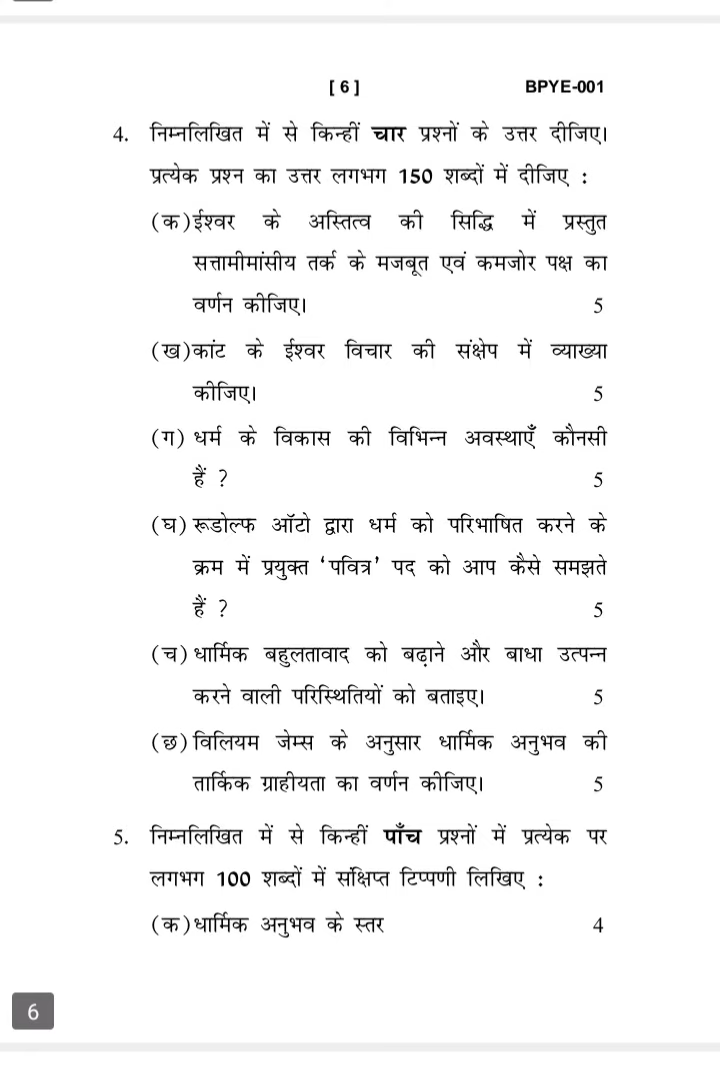 [ 6 ] BPYE-001
4. निम्नलिखित में से किन्हीं चार प्रश्नों के उत्तर दीजिए।
प्रत्येक प्रश्न का उत्तर लगभग 150 शब्दों में दीजिए :
(क) ईश्वर के अस्तित्व की सिद्धि में प्रस्तुत
सत्तामीमांसीय तर्क के मजबूत एवं कमजोर पक्ष का
वर्णन कीजिए। 5
(ख) कांट के ईश्वर विचार की संक्षेप में व्याख्या
कीजिए। 5
(ग) धर्म के विकास की विभिन्न अवस्थाएँ कौनसी
हैं ? 5
(घ) रूडोल्फ ऑटो द्वारा धर्म को परिभाषित करने के
क्रम में प्रयुक्त ‘पवित्र’ पद को आप कैसे समझते
हैं ? 5
(च) धार्मिक बहुलतावाद को बढ़ाने और बाधा उत्पन्न
करने वाली परिस्थितियों को बताइए। 5
(छ) विलियम जेम्स के अनुसार धार्मिक अनुभव की
तार्किक ग्राहीयता का वर्णन कीजिए। 5
5. निम्नलिखित में से किन्हीं पाँच प्रश्नों में प्रत्येक पर
लगभग 100 शब्दों में संक्षिप्त टिप्पणी लिखिए :
(क) धार्मिक अनुभव के स्तर 4
6